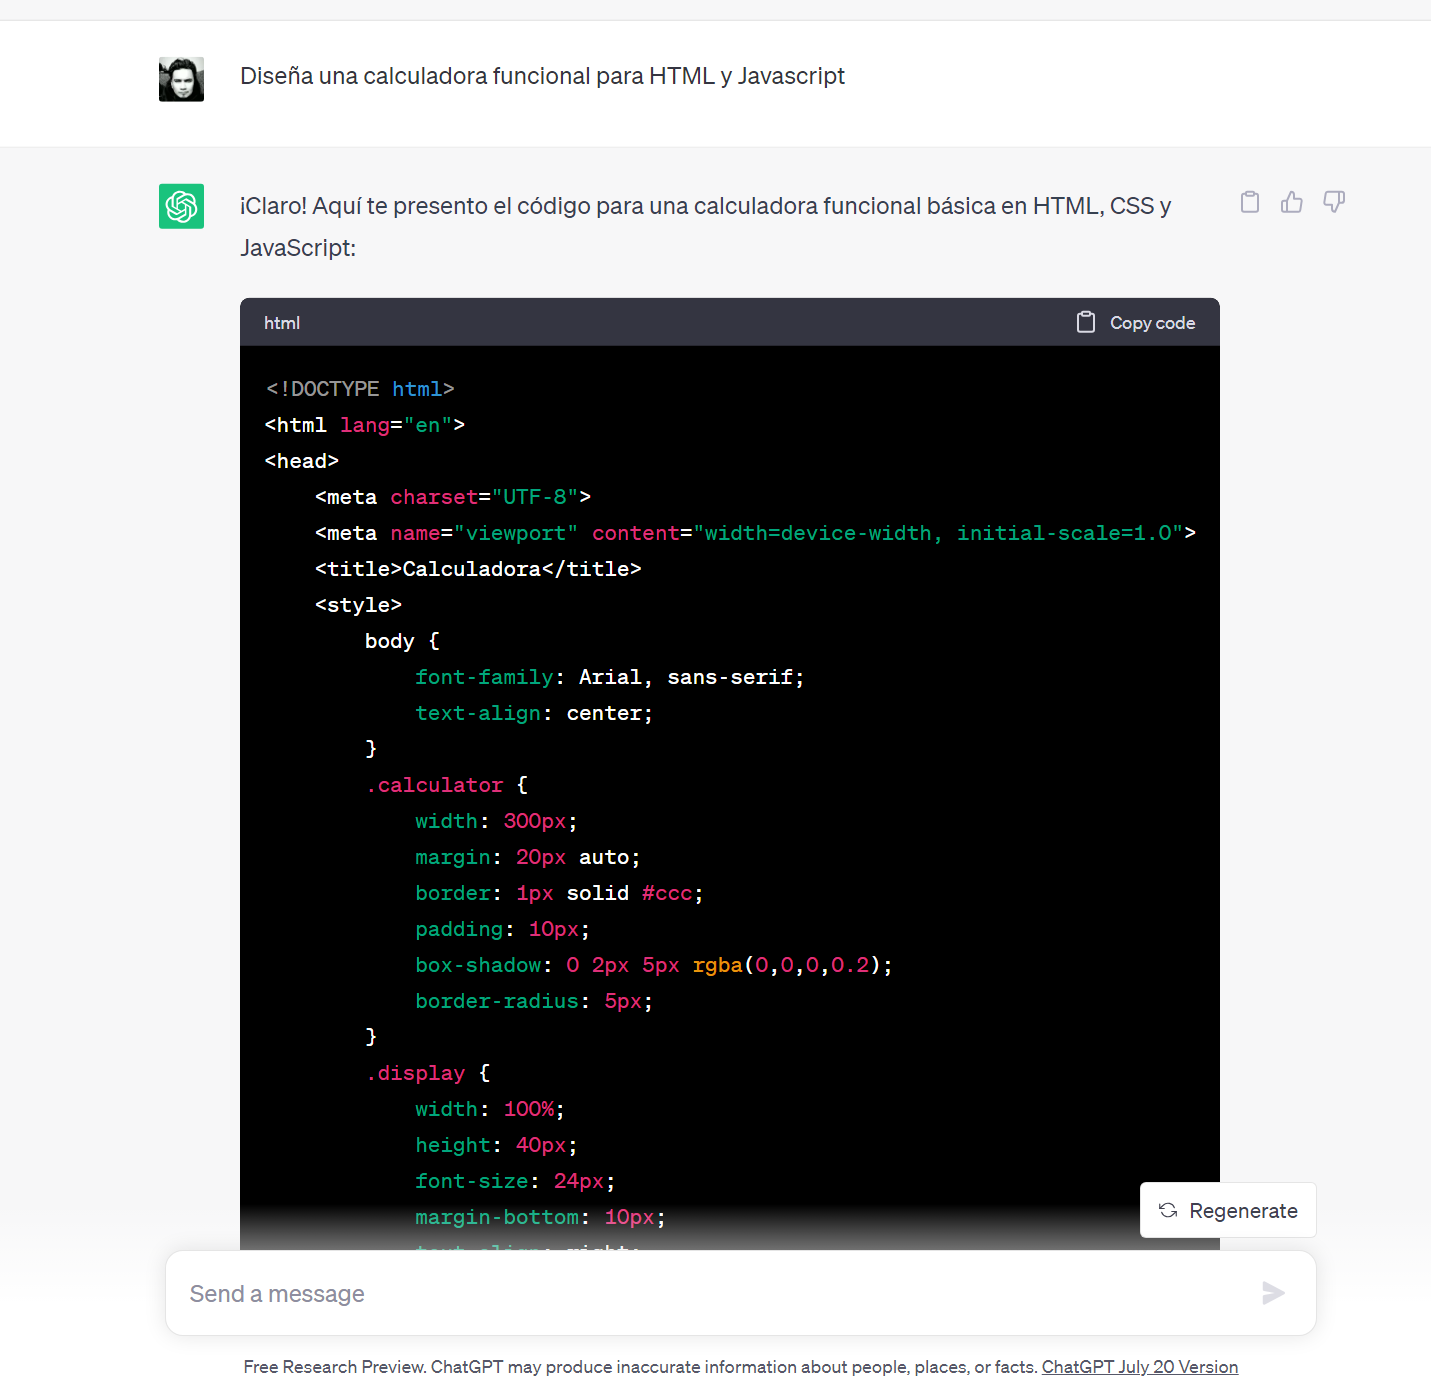 Diseña una calculadora funcional para HTML y Javascript
¡Claro! Aquí te presento el código para una calculadora funcional básica en HTML, CSS y
JavaScript:
html
Copy code
<!DOCTYPE html>
<html lang="en">
<head>
    <meta charset="UTF-8">
    <meta name="viewport" content="width=device-width, initial-scale=1.0">
    <title>Calculadora</title>
    <style>
        body {
            font-family: Arial, sans-serif;
            text-align: center;
        }
        .calculator {
            width: 300px;
            margin: 20px auto;
            border: 1px solid #ccc;
            padding: 10px;
            box-shadow: 0 2px 5px rgba(0,0,0,0.2);
            border-radius: 5px;
        }
        .display {
            width: 100%;
            height: 40px;
            font-size: 24px;
            margin-bottom: 10px;
            text-align: right;
Regenerate
Send a message
Free Research Preview. ChatGPT may produce inaccurate information about people, places, or facts. ChatGPT July 20 Version